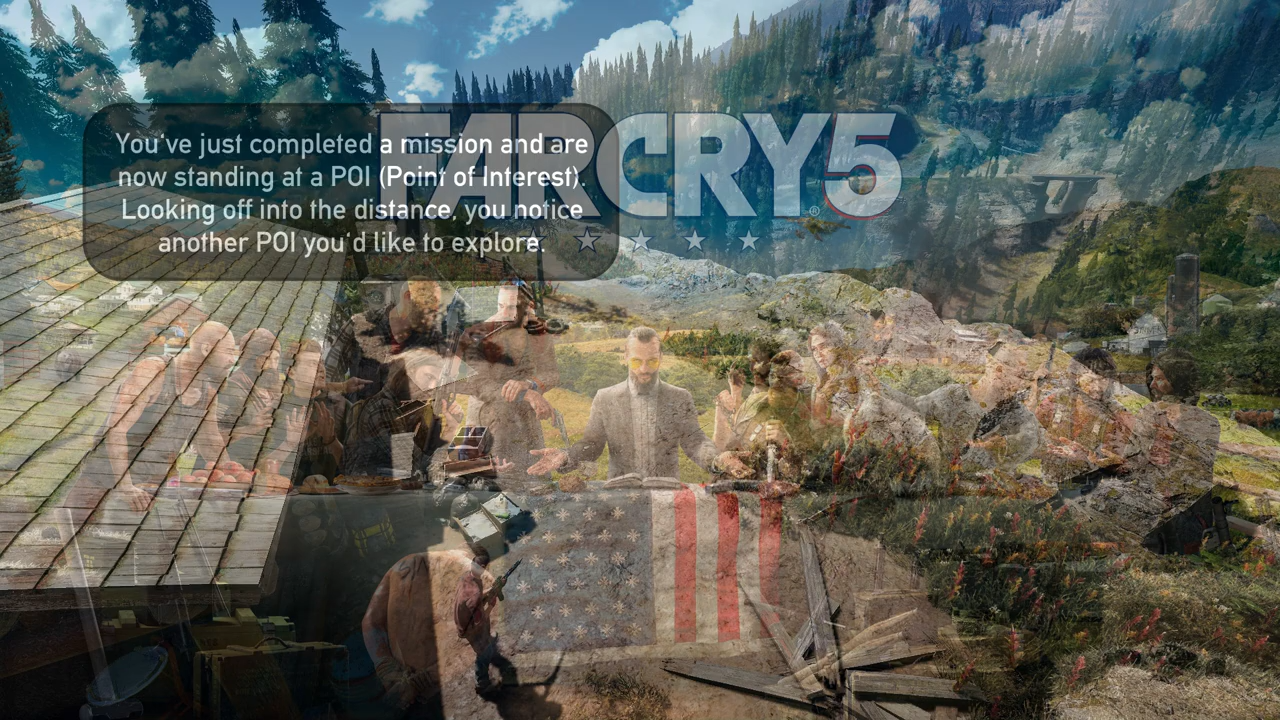 You've just completed a mission and are
now standing at a POI (Point of Interest).
Looking off into the distance, you notice
another POI you'd like to explore.
FARCRY5®